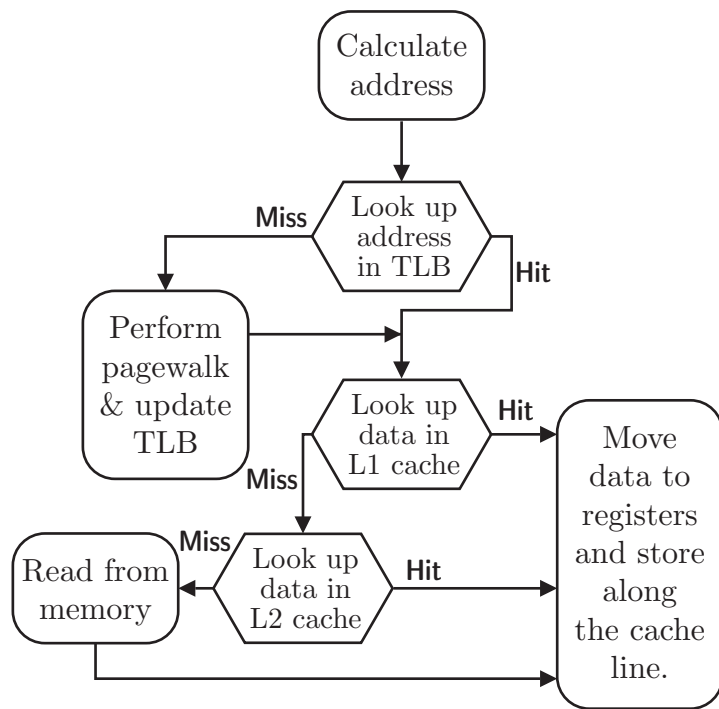 Calculate
address
Miss
Look up
address
in TLB
Hit
Perform
pagewalk
& update
TLB
Look up
data in
L1 cache
Hit
Miss
Move
data to
registers
and store
along
the cache
line.
Read from
memory
Miss
Look up
data in
L2 cache
Hit